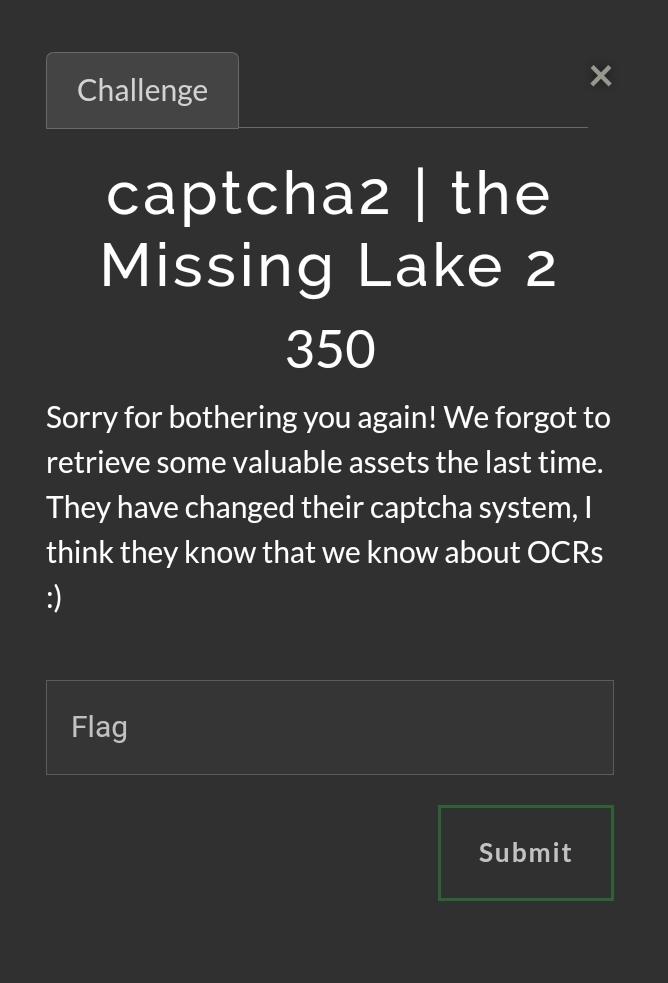 Challenge
×
captcha2 | the
Missing Lake 2
350
Sorry for bothering you again! We forgot to
retrieve some valuable assets the last time.
They have changed their captcha system, I
think they know that we know about OCRs
:)
Flag
Submit